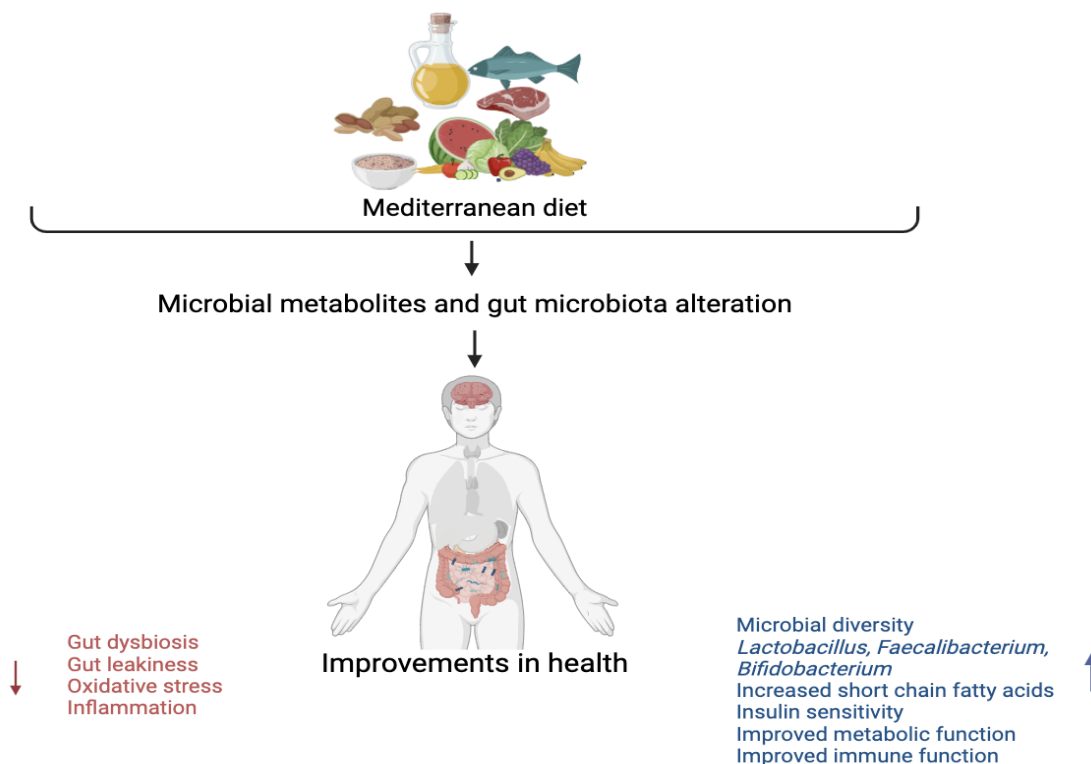 Mediterranean diet
Microbial metabolites and gut microbiota alteration
Improvements in health
Gut dysbiosis
Gut leakiness
Oxidative stress
Inflammation
Microbial diversity
Lactobacillus, Faecalibacterium,
Bifidobacterium
Increased short chain fatty acids
Insulin sensitivity
Improved metabolic function
Improved immune function